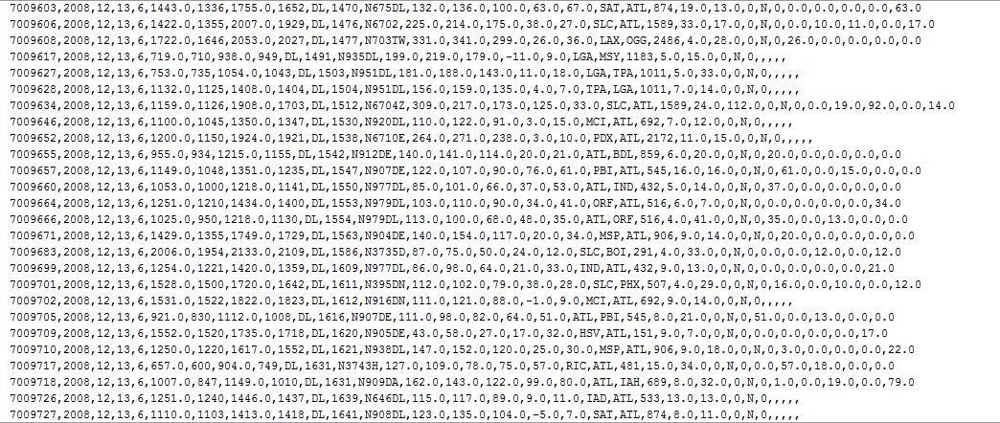 7009603,2008,12,13,6,1443.0,1336,1755.0,1652,DL,1470,N675DL,132.0,136.0,100.0,63.0,67.0,SAT,ATL,874,19.0,13.0,0,N,0,0.0,0.0,0.0,0.0,63.0
7009606,2008,12,13,6,1422.0,1355,2007.0,1929,DL,1476,N6702,225.0,214.0,175.0,38.0,27.0,SLC,ATL,1589,33.0,17.0,0,N,0,0.0,10.0,11.0,0.0,17.0
7009608,2008,12,13,6,1722.0,1646,2053.0,2027,DL,1477,N703TW,331.0,341.0,299.0,26.0,36.0,LAX,OGG,2486,4.0,28.0,0,N,0,26.0,0.0,0.0,0.0,0.0
7009617,2008,12,13,6,719.0,710,938.0,949,DL,1491,N935DL,199.0,219.0,179.0,-11.0,9.0,LGA,MSY,1183,5.0,15.0,0,N,0,,,,,
7009627,2008,12,13,6,753.0,735,1054.0,1043,DL,1503,N951DL,181.0,188.0,143.0,11.0,18.0,LGA,TPA,1011,5.0,33.0,0,N,0,,,,,
7009628,2008,12,13,6,1132.0,1125,1408.0,1404,DL,1504,N951DL,156.0,159.0,135.0,4.0,7.0,TPA,LGA,1011,7.0,14.0,0,N,0,,,,,
7009634,2008,12,13,6,1159.0,1126,1908.0,1703,DL,1512,N6704Z,309.0,217.0,173.0,125.0,33.0,SLC,ATL,1589,24.0,112.0,0,N,0,0.0,19.0,92.0,0.0,14.0
7009646,2008,12,13,6,1100.0,1045,1350.0,1347,DL,1530,N920DL,110.0,122.0,91.0,3.0,15.0,MCI,ATL,692,7.0,12.0,0,N,0,,,,,
7009652,2008,12,13,6,1200.0,1150,1924.0,1921,DL,1538,N6710E,264.0,271.0,238.0,3.0,10.0,PDX,ATL,2172,11.0,15.0,0,N,0,,,,,
7009655,2008,12,13,6,955.0,934,1215.0,1155,DL,1542,N912DE,140.0,141.0,114.0,20.0,21.0,ATL,BDL,859,6.0,20.0,0,N,0,20.0,0.0,0.0,0.0,0.0
7009657,2008,12,13,6,1149.0,1048,1351.0,1235,DL,1547,N907DE,122.0,107.0,90.0,76.0,61.0,PBI,ATL,545,16.0,16.0,0,N,0,61.0,0.0,15.0,0.0,0.0
7009660,2008,12,13,6,1053.0,1000,1218.0,1141,DL,1550,N977DL,85.0,101.0,66.0,37.0,53.0,ATL,IND,432,5.0,14.0,0,N,0,37.0,0.0,0.0,0.0,0.0
7009664,2008,12,13,6,1251.0,1210,1434.0,1400,DL,1553,N979DL,103.0,110.0,90.0,34.0,41.0,ORF,ATL,516,6.0,7.0,0,N,0,0.0,0.0,0.0,0.0,34.0
7009666,2008,12,13,6,1025.0,950,1218.0,1130,DL,1554,N979DL,113.0,100.0,68.0,48.0,35.0,ATL,ORF,516,4.0,41.0,0,N,0,35.0,0.0,13.0,0.0,0.0
7009671,2008,12,13,6,1429.0,1355,1749.0,1729,DL,1563,N904DE,140.0,154.0,117.0,20.0,34.0,MSP,ATL,906,9.0,14.0,0,N,0,20.0,0.0,0.0,0.0,0.0
7009683,2008,12,13,6,2006.0,1954,2133.0,2109,DL,1586,N3735D,87.0,75.0,50.0,24.0,12.0,SLC,BOI,291,4.0,33.0,0,N,0,0.0,0.0,12.0,0.0,12.0
7009699,2008,12,13,6,1254.0,1221,1420.0,1359,DL,1609,N977DL,86.0,98.0,64.0,21.0,33.0,IND,ATL,432,9.0,13.0,0,N,0,0.0,0.0,0.0,0.0,21.0
7009701,2008,12,13,6,1528.0,1500,1720.0,1642,DL,1611,N395DN,112.0,102.0,79.0,38.0,28.0,SLC,PHX,507,4.0,29.0,0,N,0,16.0,0.0,10.0,0.0,12.0
7009702,2008,12,13,6,1531.0,1522,1822.0,1823,DL,1612,N916DN,111.0,121.0,88.0,-1.0,9.0,MCI,ATL,692,9.0,14.0,0,N,0,,,,,
7009705,2008,12,13,6,921.0,830,1112.0,1008,DL,1616,N907DE,111.0,98.0,82.0,64.0,51.0,ATL,PBI,545,8.0,21.0,0,N,0,51.0,0.0,13.0,0.0,0.0
7009709,2008,12,13,6,1552.0,1520,1735.0,1718,DL,1620,N905DE,43.0,58.0,27.0,17.0,32.0,HSV,ATL,151,9.0,7.0,0,N,0,0.0,0.0,0.0,0.0,17.0
7009710,2008,12,13,6,1250.0,1220,1617.0,1552,DL,1621,N938DL,147.0,152.0,120.0,25.0,30.0,MSP,ATL,906,9.0,18.0,0,N,0,3.0,0.0,0.0,0.0,22.0
7009717,2008,12,13,6,657.0,600,904.0,749,DL,1631,N3743H,127.0,109.0,78.0,75.0,57.0,RIC,ATL,481,15.0,34.0,0,N,0,0.0,57.0,18.0,0.0,0.0
7009718,2008,12,13,6,1007.0,847,1149.0,1010,DL,1631,N909DA,162.0,143.0,122.0,99.0,80.0,ATL,IAH,689,8.0,32.0,0,N,0,1.0,0.0,19.0,0.0,79.0
7009726,2008,12,13,6,1251.0,1240,1446.0,1437,DL,1639,N646DL,115.0,117.0,89.0,9.0,11.0,IAD,ATL,533,13.0,13.0,0,N,0,,,,,
7009727,2008,12,13,6,1110.0,1103,1413.0,1418,DL,1641,N908DL,123.0,135.0,104.0,-5.0,7.0,SAT,ATL,874,8.0,11.0,0,N,0,,,,,